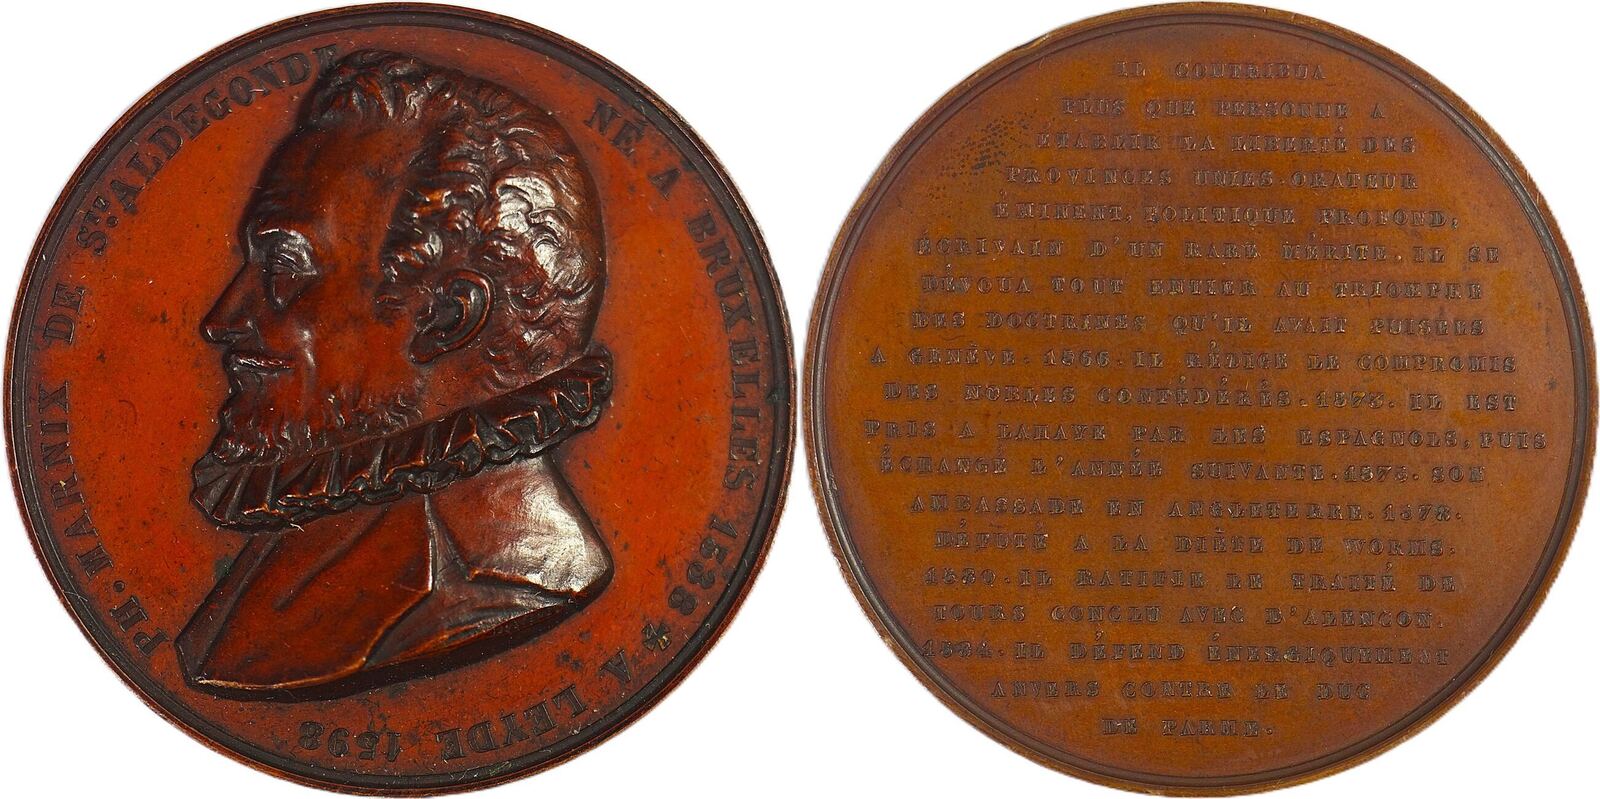 PH. MARNIX DE STE ALDEGONDE NÉ A BRUXELLES 1538 ✝ A LEYDE 1598
IL CONTRIBUA
PLUS QUE PERSONNE A
ETABLIR LA LIBERTÉ DES
PROVINCES UNIES. ORATEUR
ÉMINENT, POLITIQUE PROFOND,
ÉCRIVAIN D'UN RARE MÉRITE. IL SE
DÉVOUA TOUT ENTIER AU TRIOMPHE
DES DOCTRINES QU'IL AVAIT PUISÉES
A GENÈVE. 1566. IL RÉDIGE LE COMPROMIS
DES NOBLES CONFÉDÉRÉS. 1573. IL EST
PRIS A LAHAYE PAR LES ESPAGNOLS, PUIS
ÉCHANGÉ L'ANNÉE SUIVANTE. 1575. SON
AMBASSADE EN ANGLETERRE. 1578.
DÉPUTÉ A LA DIÈTE DE WORMS.
1580. IL RATIFIE LE TRAITÉ DE
TOURS CONCLU AVEC D'ALENCON.
1584. IL DÉFEND ÉNERGIQUEMENT
ANVERS CONTRE LE DUC
DE PARME.